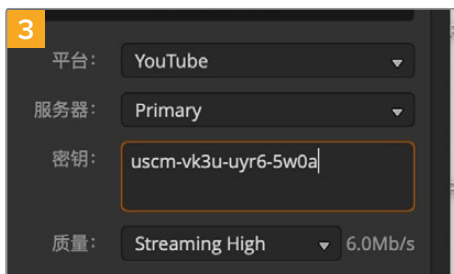 3
平台： YouTube
服务器： Primary
密钥： uscm-vk3u-uyr6-5w0a
质量： Streaming High 6.0Mb/s